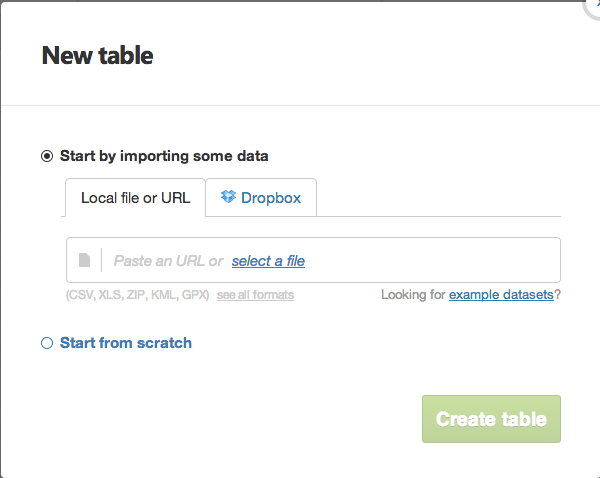 New table
Start by importing some data
Local file or URL
Dropbox
Paste an URL or select a file
(CSV, XLS, ZIP, KML, GPX) see all formats
Looking for example datasets?
Start from scratch
Create table